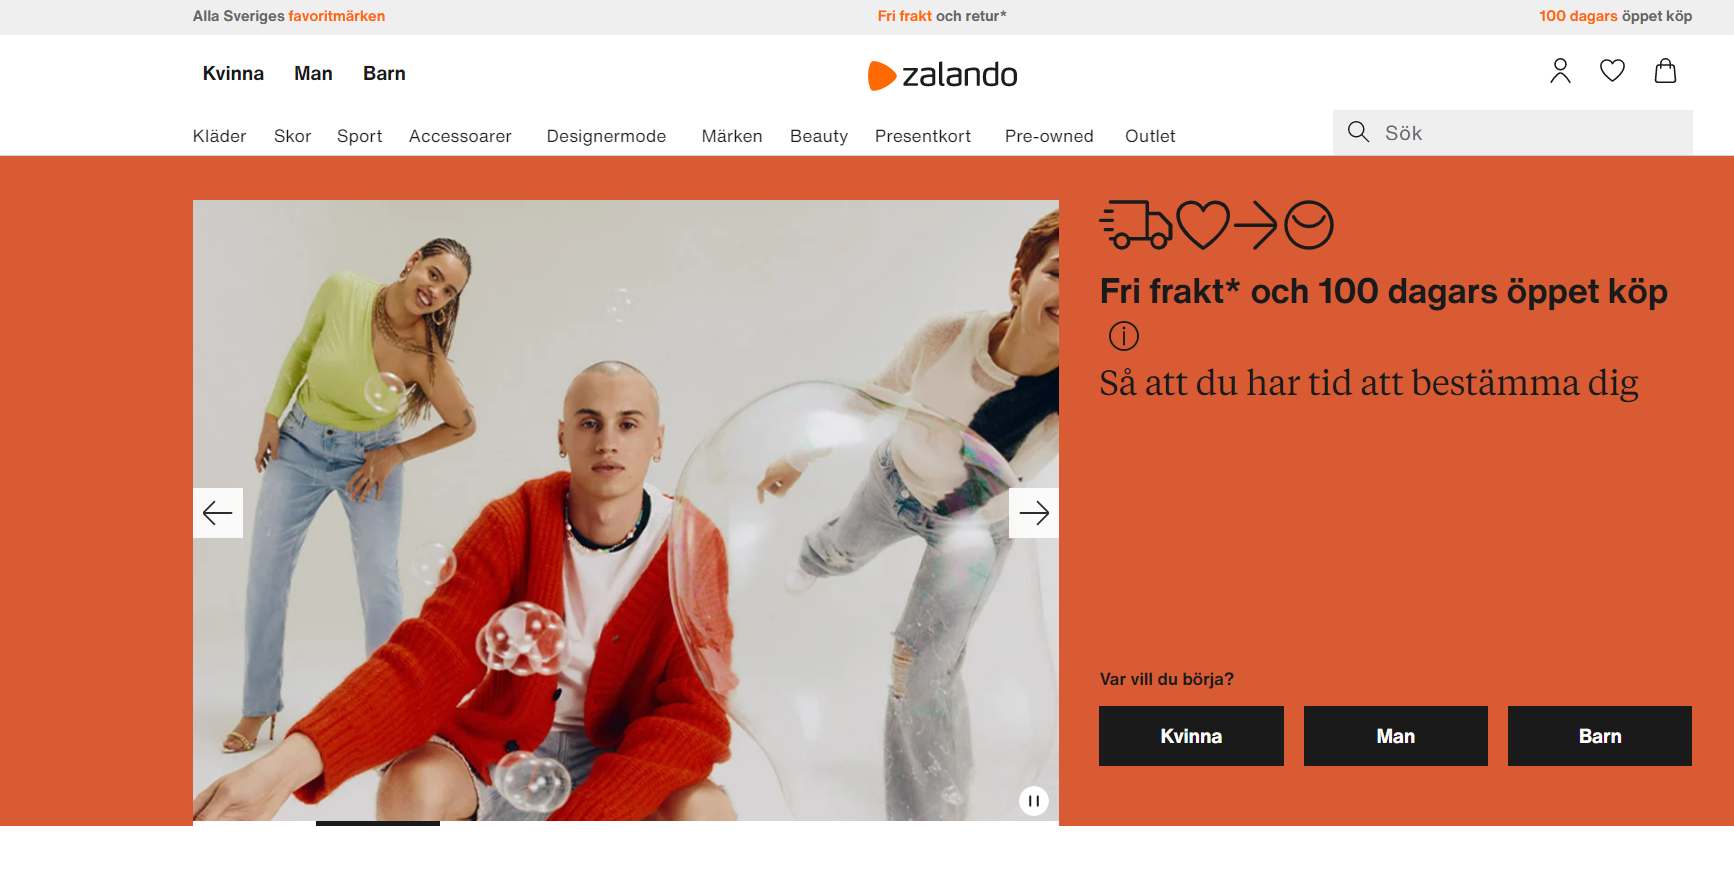 Alla Sveriges favoritmärken
Fri frakt och retur*
100 dagars öppet köp
Kvinna Man Barn
zalando
Kläder Skor Sport Accessoarer Designermode Märken Beauty Presentkort Pre-owned Outlet
Sök
Fri frakt* och 100 dagars öppet köp
Så att du har tid att bestämma dig
Var vill du börja?
Kvinna
Man
Barn